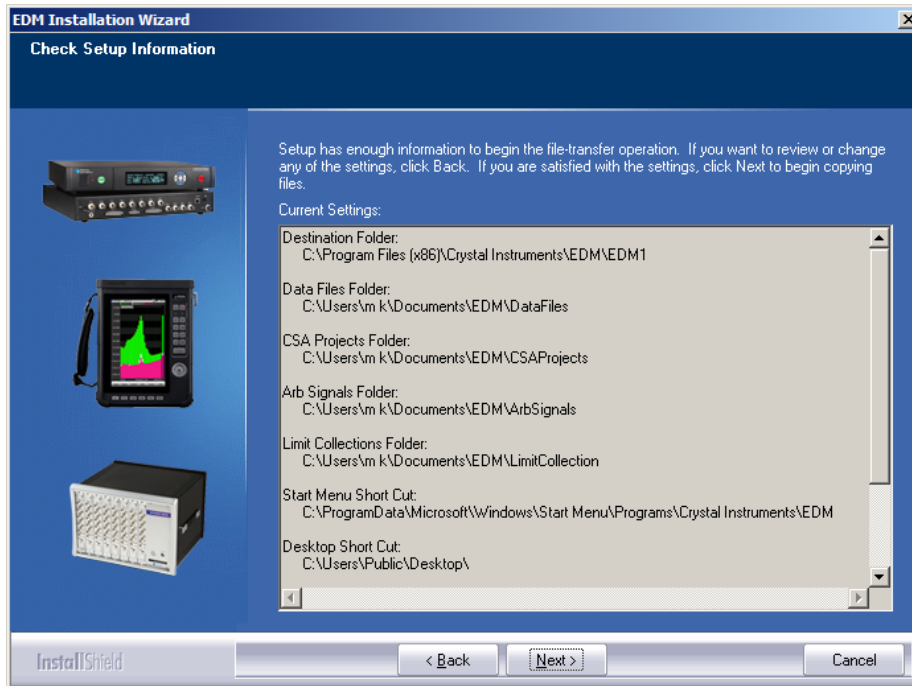 EDM Installation Wizard
Check Setup Information
Setup has enough information to begin the file-transfer operation.  If you want to review or change
any of the settings, click Back.  If you are satisfied with the settings, click Next to begin copying
files.
Current Settings:
Destination Folder:
C:\Program Files (x86)\Crystal Instruments\EDM\EDM1
Data Files Folder:
C:\Users\m k\Documents\EDM\DataFiles
CSA Projects Folder:
C:\Users\m k\Documents\EDM\CSAProjects
Arb Signals Folder:
C:\Users\m k\Documents\EDM\ArbSignals
Limit Collections Folder:
C:\Users\m k\Documents\EDM\LimitCollection
Start Menu Short Cut:
C:\ProgramData\Microsoft\Windows\Start Menu\Programs\Crystal Instruments\EDM
Desktop Short Cut:
C:\Users\Public\Desktop\
InstallShield
< Back
Next >
Cancel